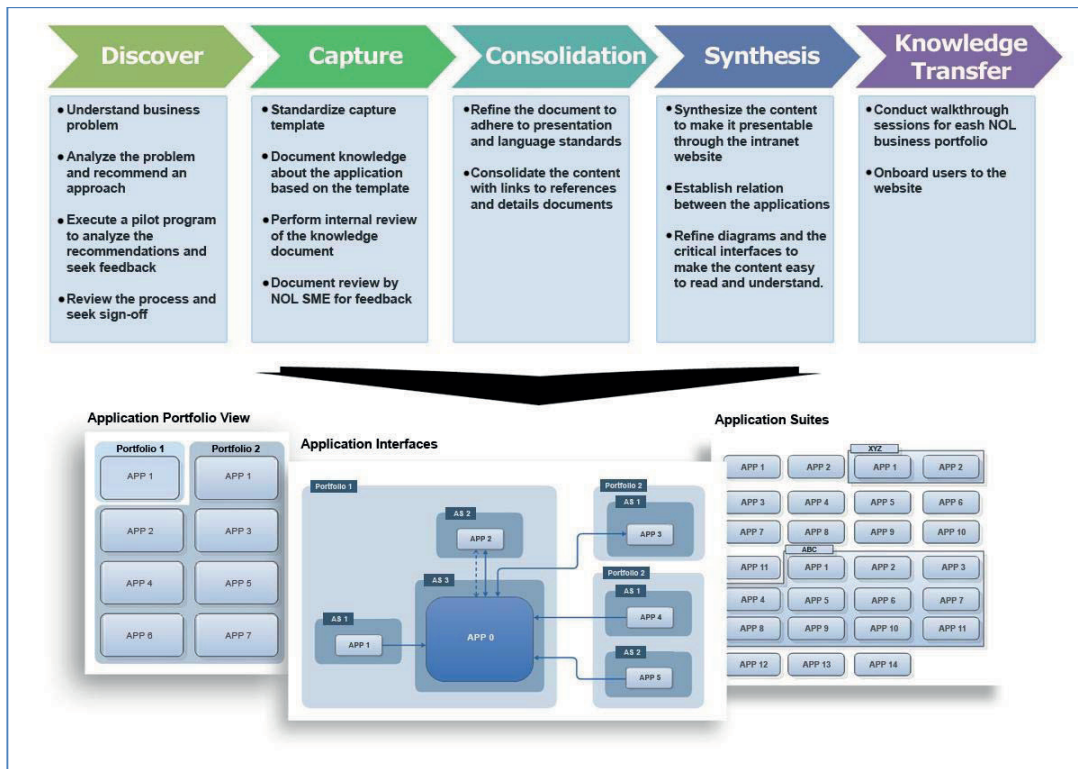 Discover
Capture
Consolidation
Synthesis
Knowledge
Transfer
• Understand business
problem
• Analyze the problem
and recommend an
approach
• Execute a pilot program
to analyze the
recommendations and
seek feedback
• Review the process and
seek sign-off
• Standardize capture
template
• Document knowledge
about the application
based on the template
• Perform internal review
of the knowledge
document
• Document review by
NOL SME for feedback
• Refine the document to
adhere to presentation
and language standards
• Consolidate the content
with links to references
and details documents
• Synthesize the content
to make it presentable
through the intranet
website
• Establish relation
between the applications
• Refine diagrams and the
critical interfaces to
make the content easy
to read and understand.
• Conduct walkthrough
sessions for eash NOL
business portfolio
• Onboard users to the
website
Application Portfolio View
Portfolio 1 Portfolio 2
APP 1 APP 1
APP 2 APP 3
APP 4 APP 5
APP 6 APP 7
Application Interfaces
Portfolio 1
AS 2
APP 2
AS 3
APP 0
AS 1
APP 1
Portfolio 2
AS 1
APP 3
Portfolio 2
AS 1
APP 4
AS 2
APP 5
Application Suites
XYZ
APP 1 APP 2 APP 1 APP 2
APP 3 APP 4 APP 5 APP 6
APP 7 APP 8 APP 9 APP 10
ABC
APP 11 APP 1 APP 2 APP 3
APP 4 APP 5 APP 6 APP 7
APP 8 APP 9 APP 10 APP 11
APP 12 APP 13 APP 14